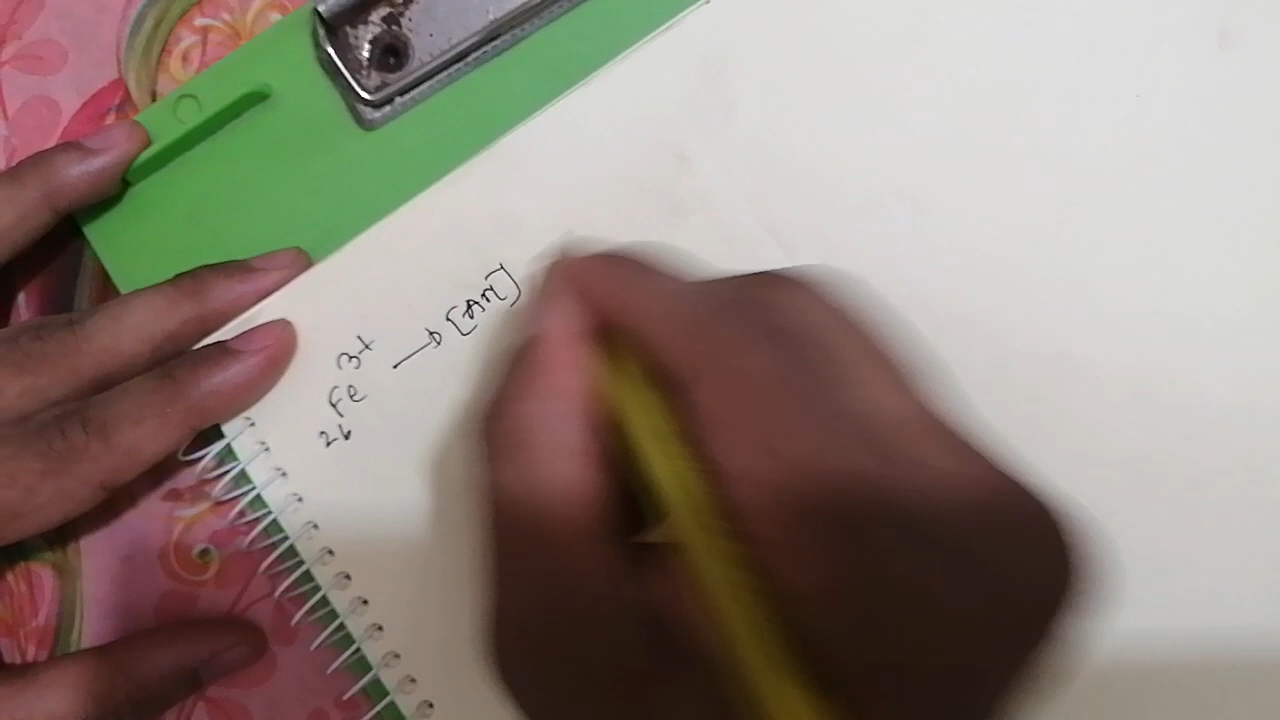 ₂₆Fe³⁺ → [Ar]